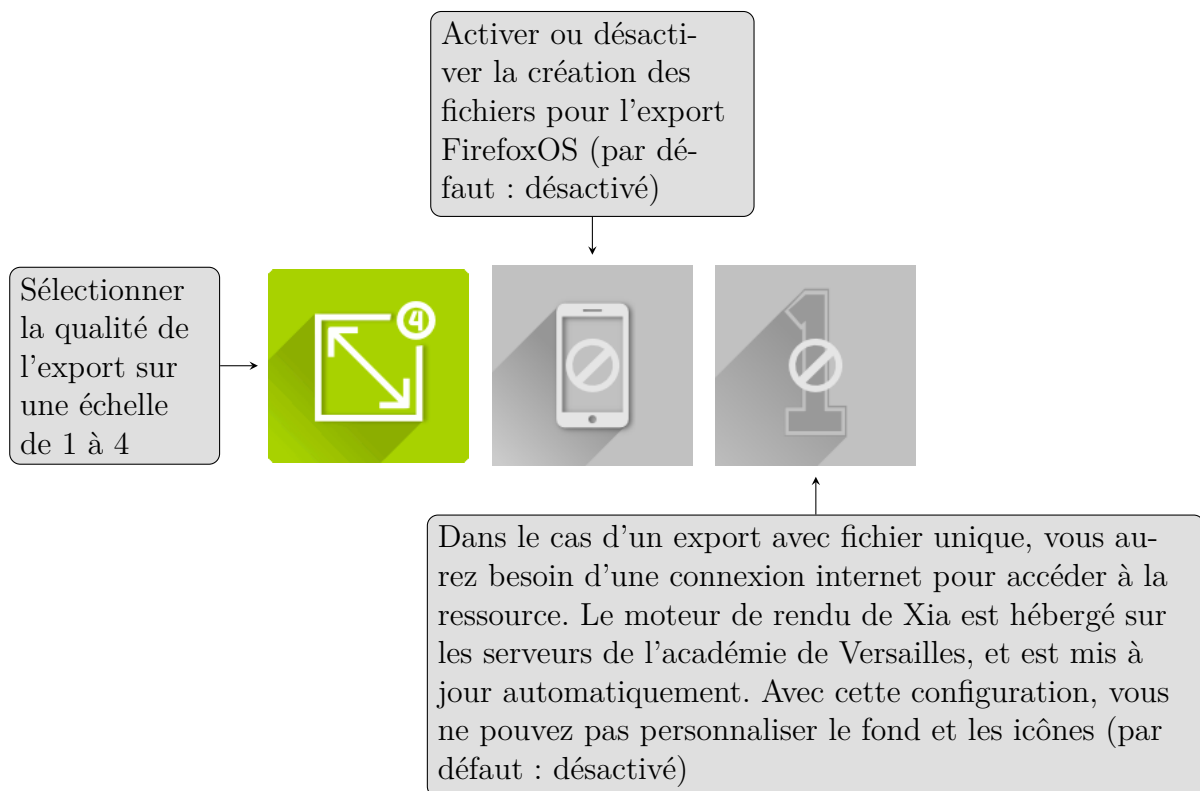 Activer ou désacti-
ver la création des
fichiers pour l'export
FirefoxOS (par dé-
faut : désactivé)
Sélectionner
la qualité de
l'export sur
une échelle
de 1 à 4
4
1
Dans le cas d'un export avec fichier unique, vous au-
rez besoin d'une connexion internet pour accéder à la
ressource. Le moteur de rendu de Xia est hébergé sur
les serveurs de l'académie de Versailles, et est mis à
jour automatiquement. Avec cette configuration, vous
ne pouvez pas personnaliser le fond et les icônes (par
défaut : désactivé)